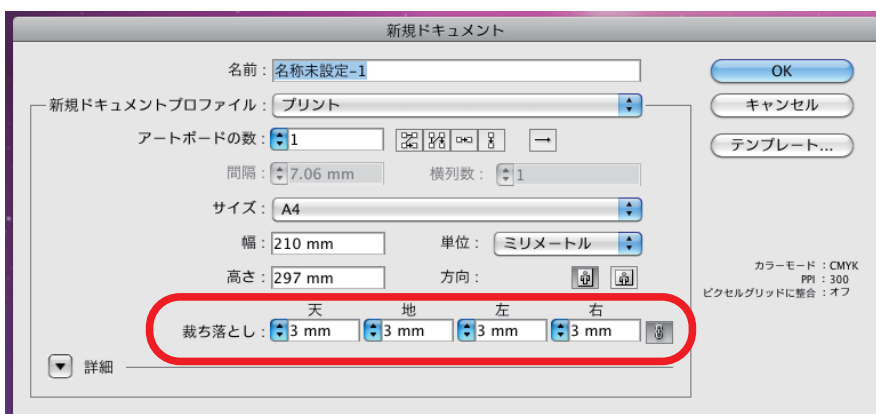 新規ドキュメント
名前：名称未設定-1
OK
新規ドキュメントプロファイル：プリント
キャンセル
アートボードの数：1
テンプレート...
間隔：7.06 mm 横列数：1
サイズ：A4
幅：210 mm 単位：ミリメートル
高さ：297 mm 方向：
カラーモード：CMYK
PPI：300
ピクセルグリッドに整合：オフ
天 地 左 右
裁ち落とし：3 mm 3 mm 3 mm 3 mm
詳細